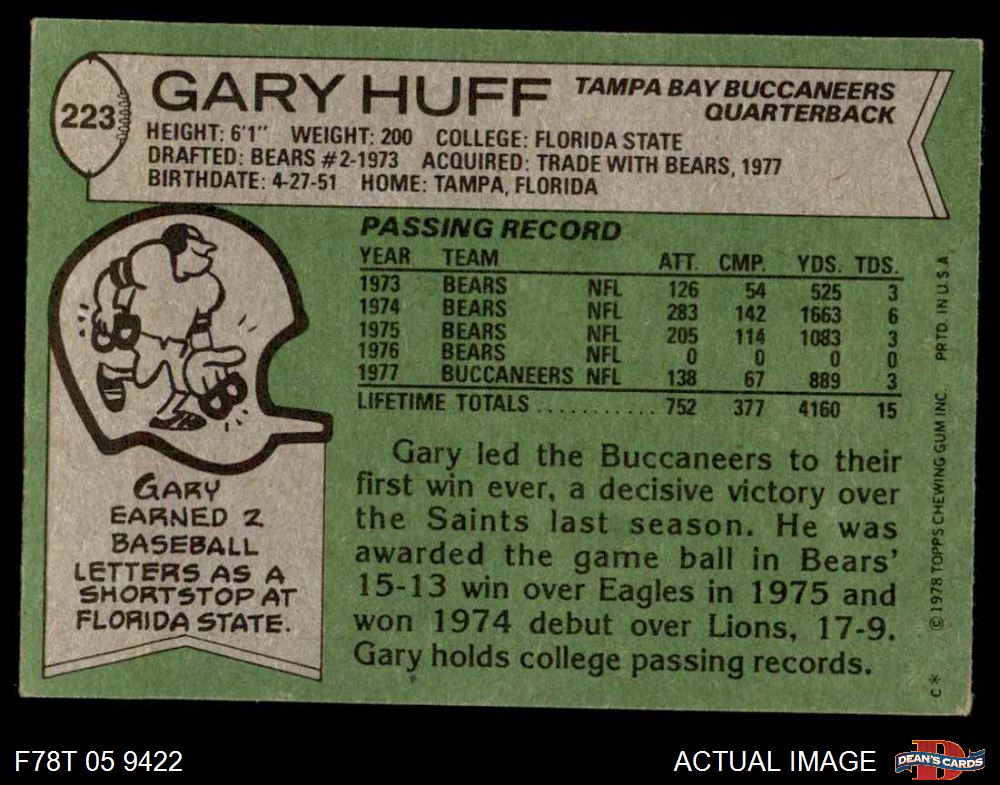 223
GARY HUFF
TAMPA BAY BUCCANEERS
QUARTERBACK
HEIGHT: 6'1" WEIGHT: 200 COLLEGE: FLORIDA STATE
DRAFTED: BEARS #2-1973 ACQUIRED: TRADE WITH BEARS, 1977
BIRTHDATE: 4-27-51 HOME: TAMPA, FLORIDA
PASSING RECORD
YEAR TEAM ATT. CMP. YDS. TDS.
1973 BEARS NFL 126 54 525 3
1974 BEARS NFL 283 142 1663 6
1975 BEARS NFL 205 114 1083 3
1976 BEARS NFL 0 0 0 0
1977 BUCCANEERS NFL 138 67 889 3
LIFETIME TOTALS ........... 752 377 4160 15
Gary led the Buccaneers to their
first win ever, a decisive victory over
the Saints last season. He was
awarded the game ball in Bears'
15-13 win over Eagles in 1975 and
won 1974 debut over Lions, 17-9.
Gary holds college passing records.
GARY
EARNED 2
BASEBALL
LETTERS AS A
SHORTSTOP AT
FLORIDA STATE.
C* ©1978 TOPPS CHEWING GUM INC. PRTD. IN U.S.A.
F78T 05 9422
ACTUAL IMAGE
D
DEAN'S CARDS